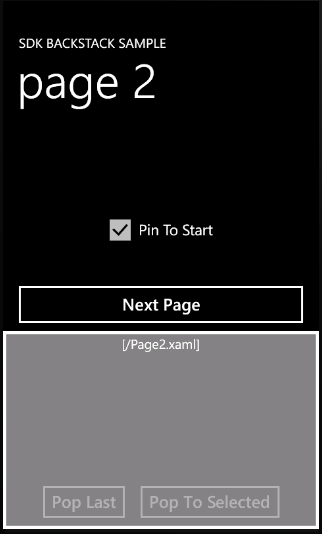 SDK BACKSTACK SAMPLE
page 2
Pin To Start
Next Page
[/Page2.xaml]
Pop Last Pop To Selected